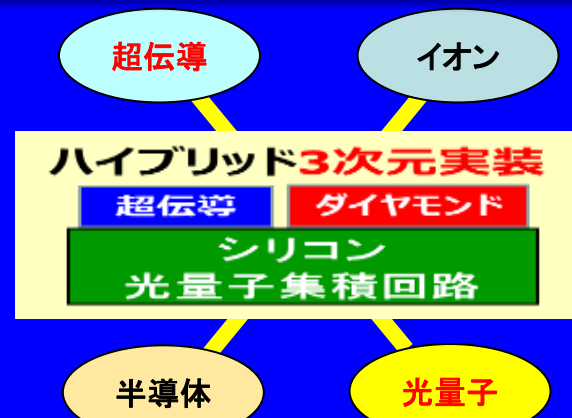 超伝導
イオン
ハイブリッド3次元実装
超伝導
ダイヤモンド
シリコン
光量子集積回路
半導体
光量子